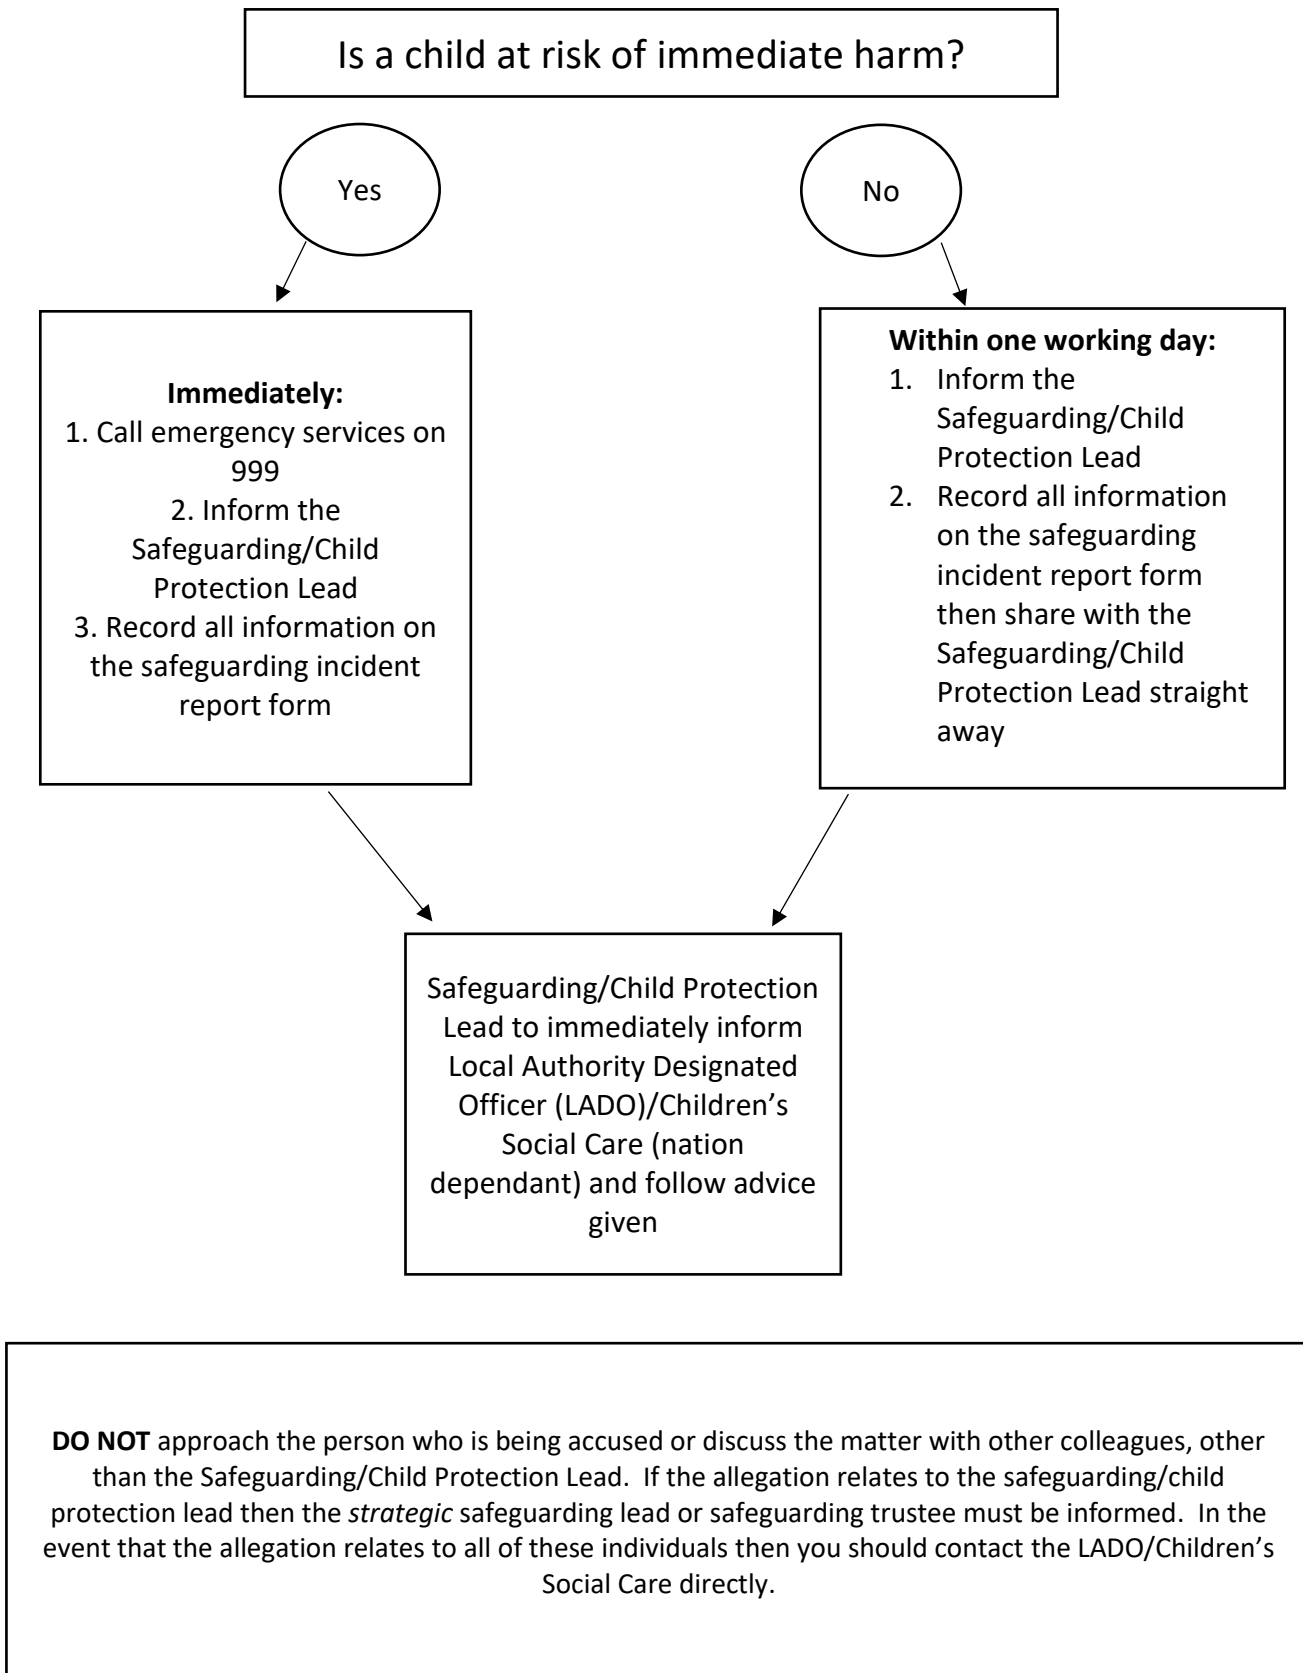 Is a child at risk of immediate harm?
Yes
No
Immediately:
1. Call emergency services on
999
2. Inform the
Safeguarding/Child
Protection Lead
3. Record all information on
the safeguarding incident
report form
Within one working day:
1. Inform the
Safeguarding/Child
Protection Lead
2. Record all information
on the safeguarding
incident report form
then share with the
Safeguarding/Child
Protection Lead straight
away
Safeguarding/Child Protection
Lead to immediately inform
Local Authority Designated
Officer (LADO)/Children’s
Social Care (nation
dependant) and follow advice
given
DO NOT approach the person who is being accused or discuss the matter with other colleagues, other
than the Safeguarding/Child Protection Lead.  If the allegation relates to the safeguarding/child
protection lead then the strategic safeguarding lead or safeguarding trustee must be informed.  In the
event that the allegation relates to all of these individuals then you should contact the LADO/Children’s
Social Care directly.